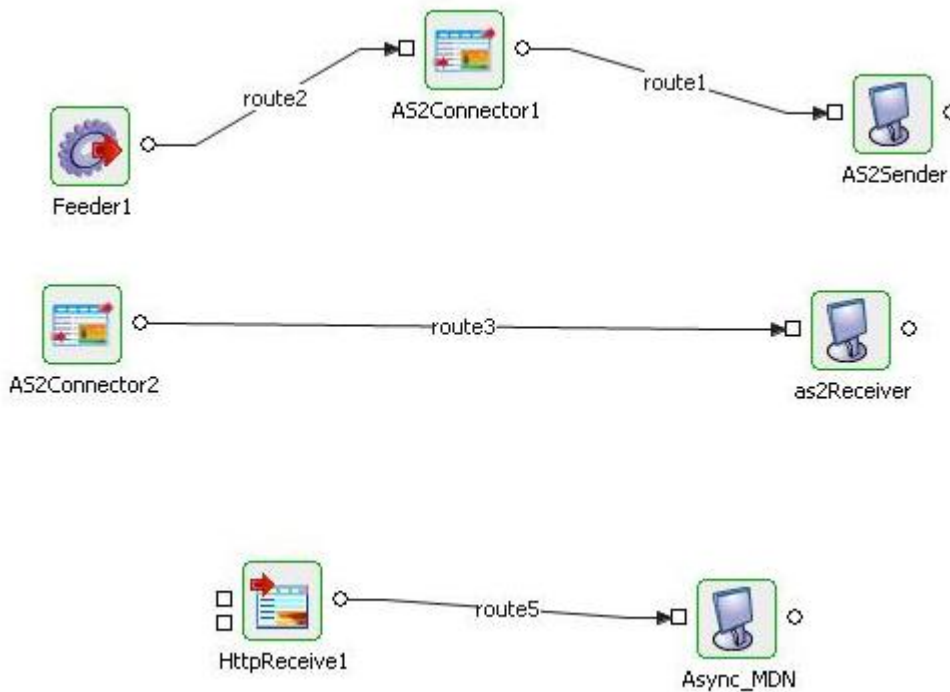 route2
AS2Connector1
route1
Feeder1
AS2Sender
AS2Connector2
route3
as2Receiver
HttpReceive1
route5
Async_MDN